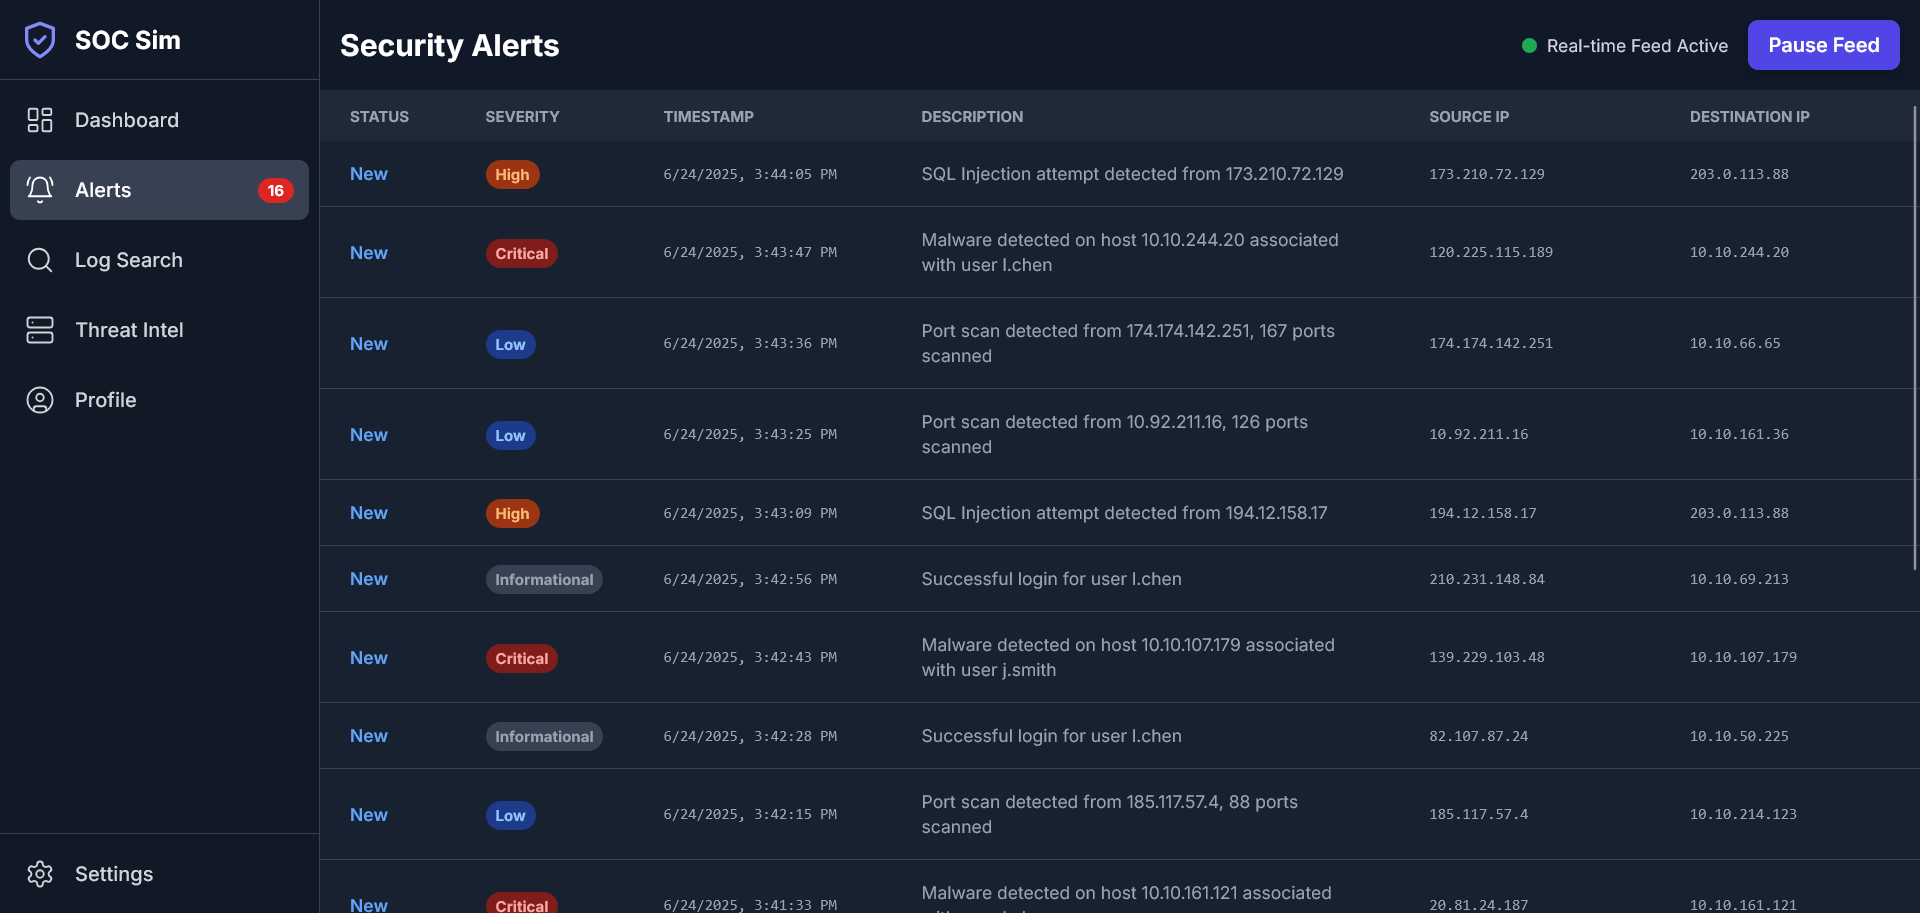 SOC Sim
Dashboard
Alerts 16
Log Search
Threat Intel
Profile
Settings
Security Alerts
Real-time Feed Active
Pause Feed
STATUS SEVERITY TIMESTAMP DESCRIPTION SOURCE IP DESTINATION IP
New High 6/24/2025, 3:44:05 PM SQL Injection attempt detected from 173.210.72.129 173.210.72.129 203.0.113.88
New Critical 6/24/2025, 3:43:47 PM Malware detected on host 10.10.244.20 associated 120.225.115.189 10.10.244.20
with user l.chen
New Low 6/24/2025, 3:43:36 PM Port scan detected from 174.174.142.251, 167 ports 174.174.142.251 10.10.66.65
scanned
New Low 6/24/2025, 3:43:25 PM Port scan detected from 10.92.211.16, 126 ports 10.92.211.16 10.10.161.36
scanned
New High 6/24/2025, 3:43:09 PM SQL Injection attempt detected from 194.12.158.17 194.12.158.17 203.0.113.88
New Informational 6/24/2025, 3:42:56 PM Successful login for user l.chen 210.231.148.84 10.10.69.213
New Critical 6/24/2025, 3:42:43 PM Malware detected on host 10.10.107.179 associated 139.229.103.48 10.10.107.179
with user j.smith
New Informational 6/24/2025, 3:42:28 PM Successful login for user l.chen 82.107.87.24 10.10.50.225
New Low 6/24/2025, 3:42:15 PM Port scan detected from 185.117.57.4, 88 ports 185.117.57.4 10.10.214.123
scanned
New Critical 6/24/2025, 3:41:33 PM Malware detected on host 10.10.161.121 associated 20.81.24.187 10.10.161.121